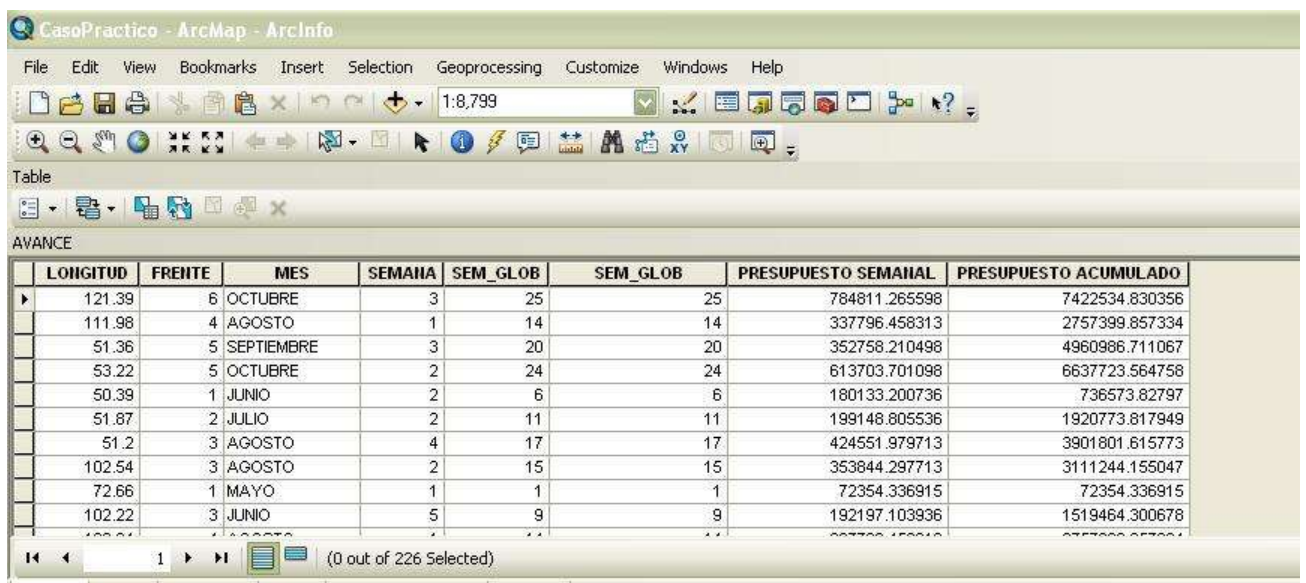 CasoPractico - ArcMap - ArcInfo
File Edit View Bookmarks Insert Selection Geoprocessing Customize Windows Help
1:8,799
Table
AVANCE
LONGITUD FRENTE MES SEMANA SEM_GLOB SEM_GLOB PRESUPUESTO SEMANAL PRESUPUESTO ACUMULADO
121.39 6 OCTUBRE 3 25 25 784811.265598 7422534.830356
111.98 4 AGOSTO 1 14 14 337796.458313 2757399.857334
51.36 5 SEPTIEMBRE 3 20 20 352758.210498 4960986.711067
53.22 5 OCTUBRE 2 24 24 613703.701098 6637723.564758
50.39 1 JUNIO 2 6 6 180133.200736 736573.82797
51.87 2 JULIO 2 11 11 199148.805536 1920773.817949
51.2 3 AGOSTO 4 17 17 424551.979713 3901801.615773
102.54 3 AGOSTO 2 15 15 353844.297713 3111244.155047
72.66 1 MAYO 1 1 1 72354.336915 72354.336915
102.22 3 JUNIO 5 9 9 192197.103936 1519464.300678
1 (0 out of 226 Selected)